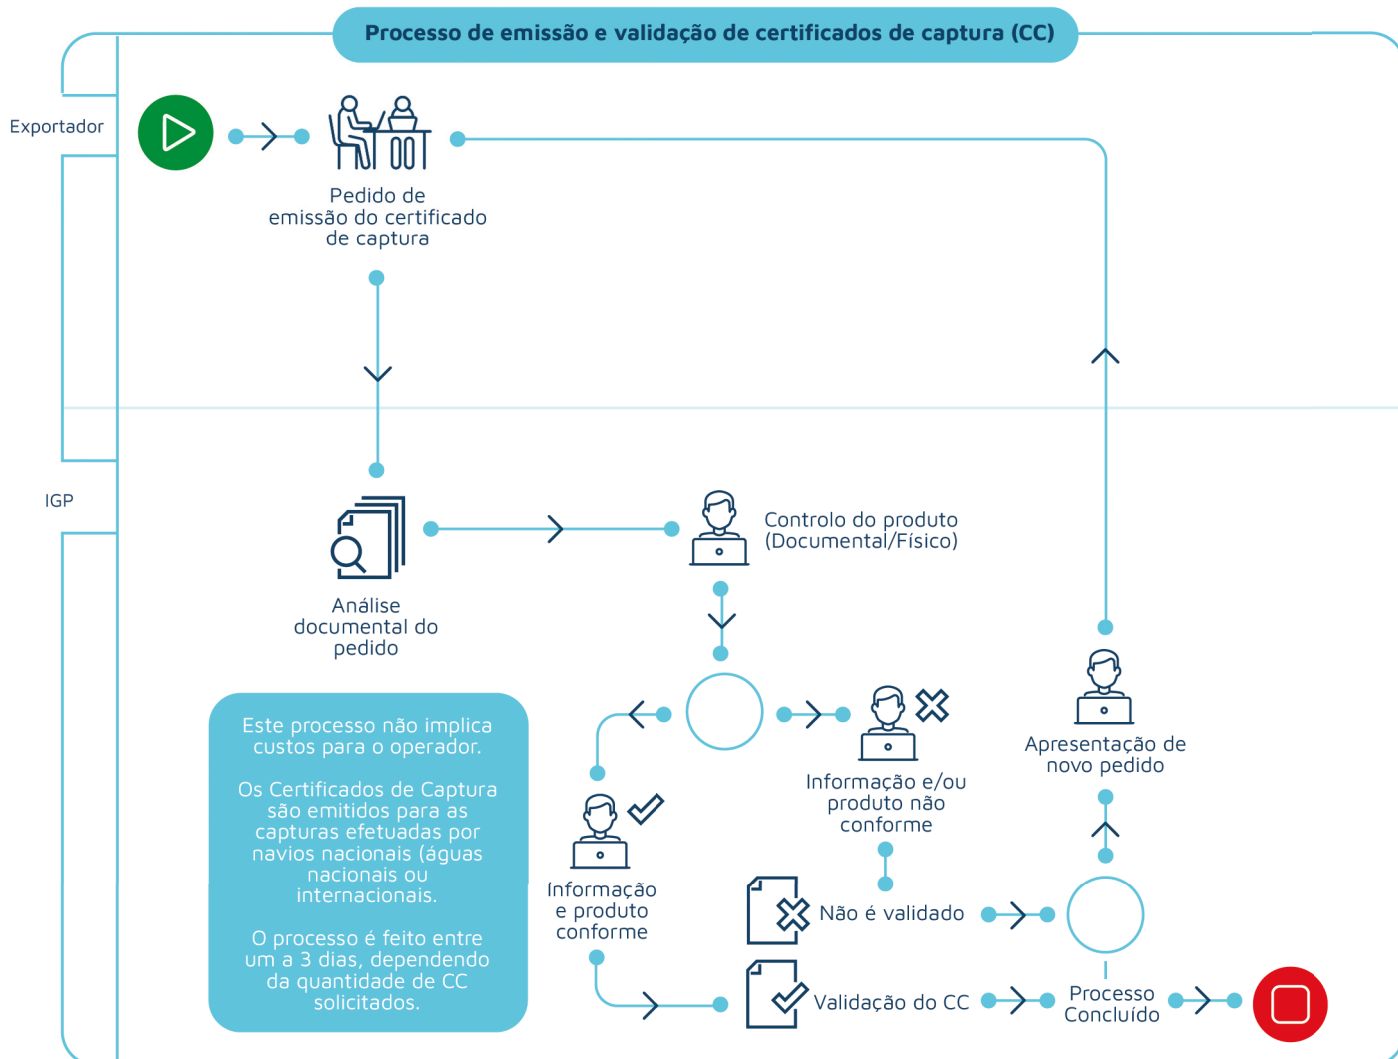 Processo de emissão e validação de certificados de captura (CC)
Exportador
Pedido de
emissão do certificado
de captura
IGP
Controlo do produto
(Documental/Físico)
Análise
documental do
pedido
Este processo não implica
custos para o operador.
Os Certificados de Captura
são emitidos para as
capturas efetuadas por
navios nacionais (águas
nacionais ou
internacionais.
O processo é feito entre
um a 3 dias, dependendo
da quantidade de CC
solicitados.
Informação e/ou
produto não
conforme
Apresentação de
novo pedido
Informação
e produto
conforme
Não é validado
Validação do CC
Processo
Concluído